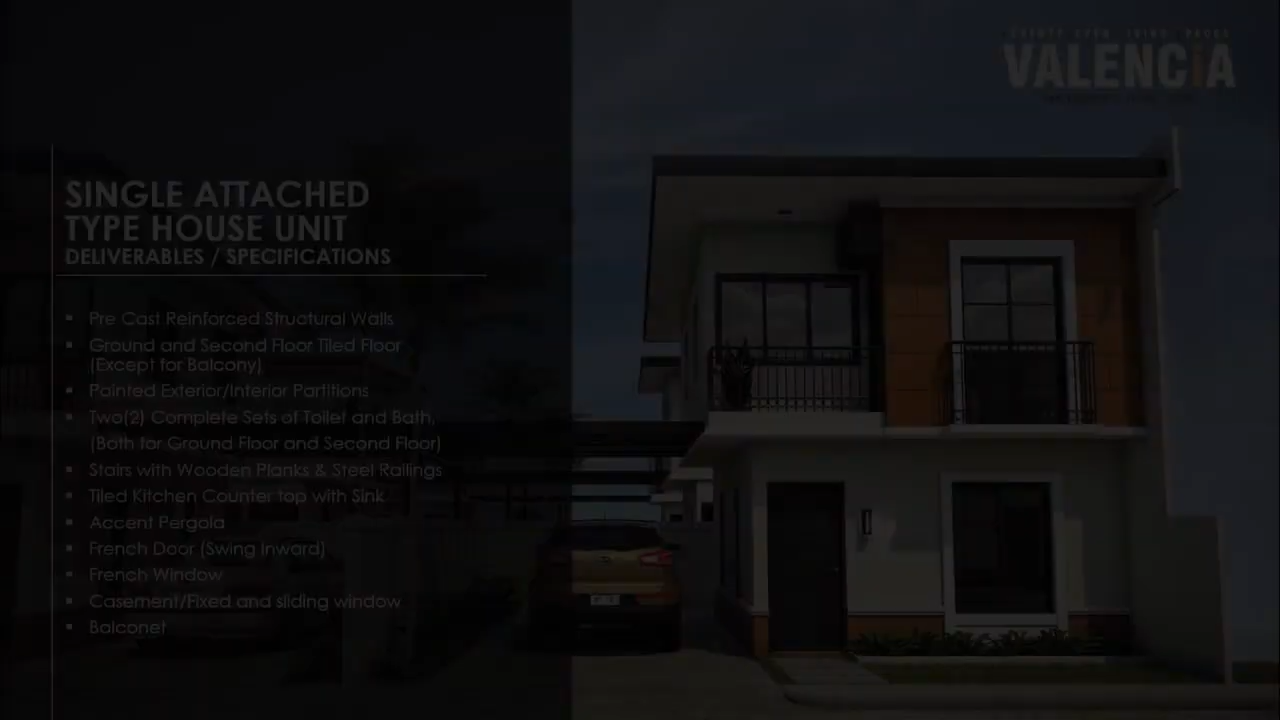 VALENCiA
SINGLE ATTACHED
TYPE HOUSE UNIT
DELIVERABLES / SPECIFICATIONS
▪ Pre Cast Reinforced Structural Walls
▪ Ground and Second Floor Tiled Floor
(Except for Balcony)
▪ Painted Exterior/Interior Partitions
▪ Two(2) Complete Sets of Toilet and Bath,
(Both for Ground Floor and Second Floor)
▪ Stairs with Wooden Planks & Steel Railings
▪ Tiled Kitchen Counter top with Sink
▪ Accent Pergola
▪ French Door (Swing Inward)
▪ French Window
▪ Casement/Fixed and sliding window
▪ Balconet